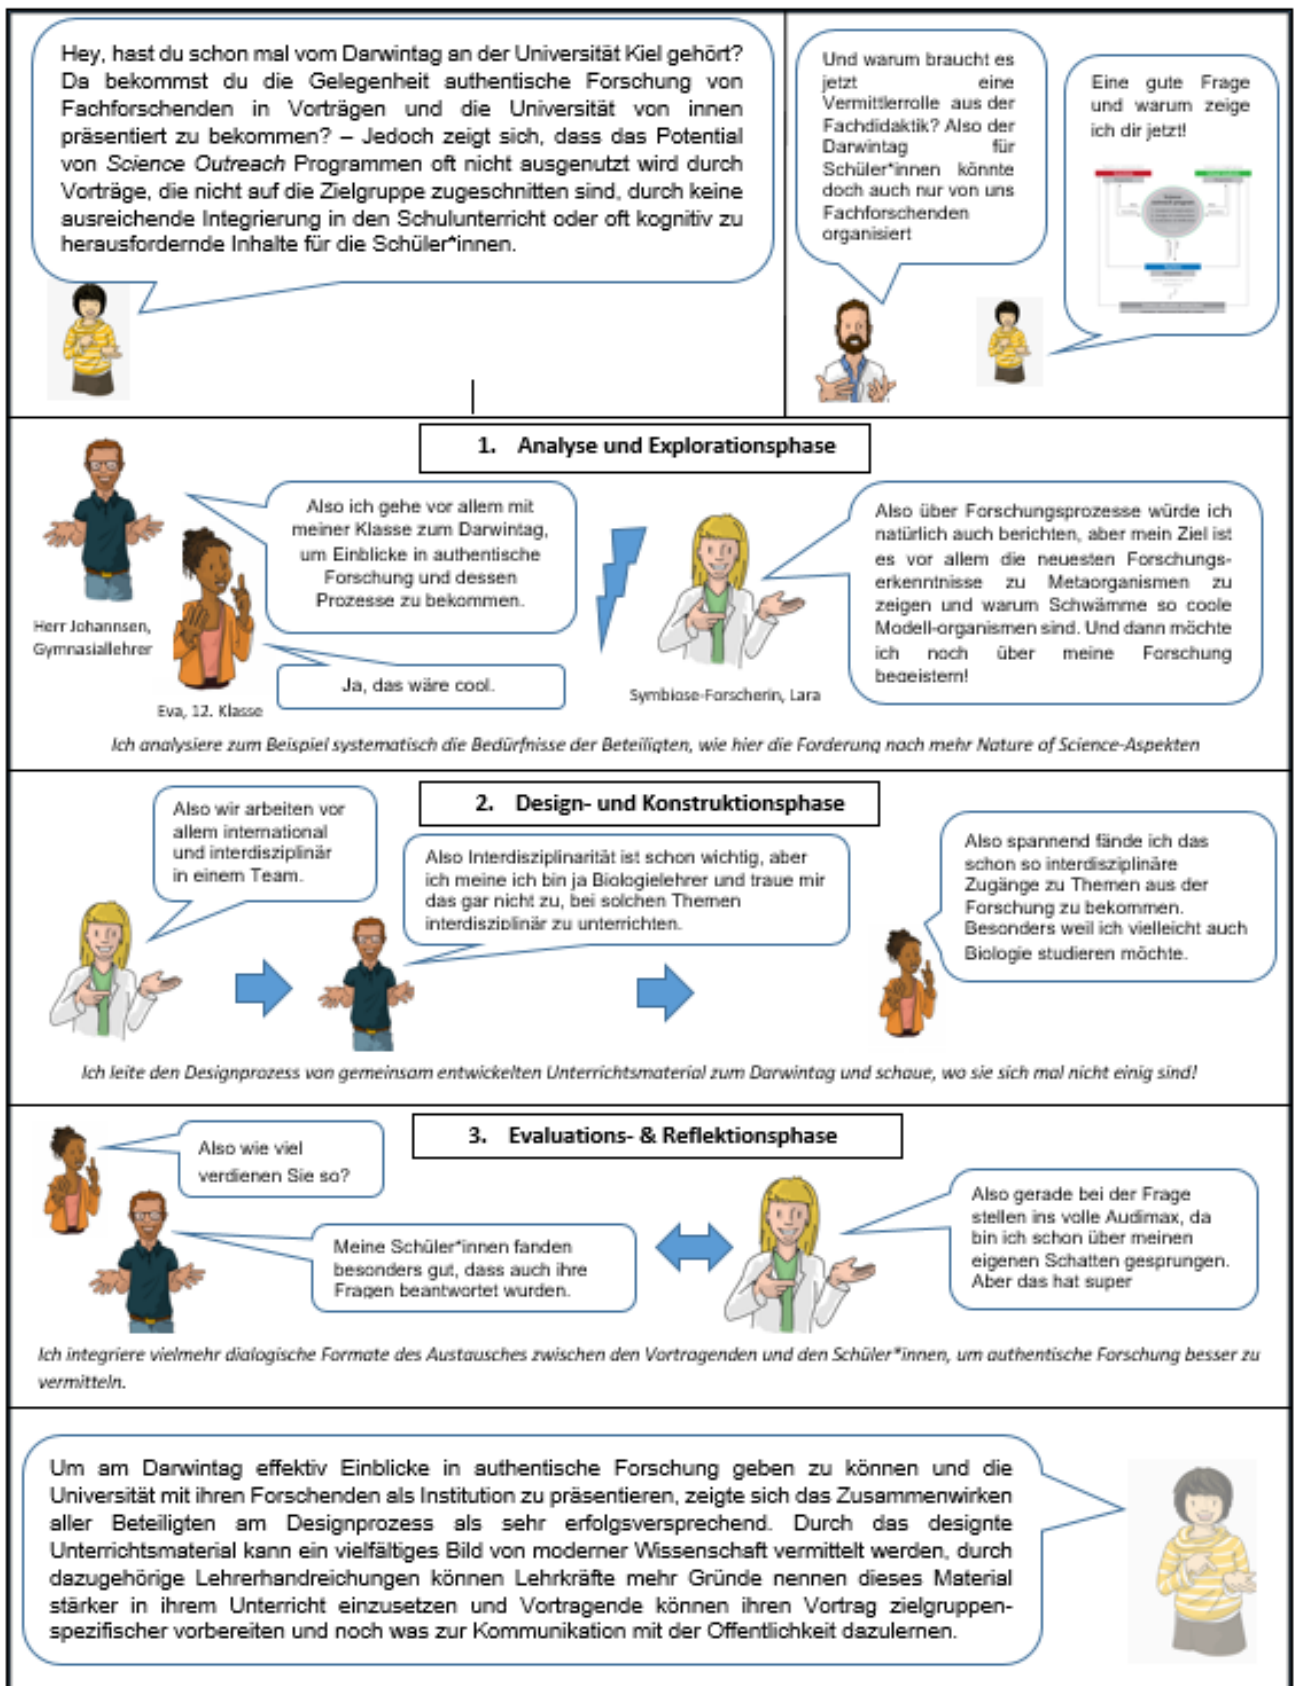 Hey, hast du schon mal vom Darwintag an der Universität Kiel gehört?
Da bekommst du die Gelegenheit authentische Forschung von
Fachforschenden in Vorträgen und die Universität von innen
präsentiert zu bekommen? – Jedoch zeigt sich, dass das Potential
von Science Outreach Programmen oft nicht ausgenutzt wird durch
Vorträge, die nicht auf die Zielgruppe zugeschnitten sind, durch keine
ausreichende Integrierung in den Schulunterricht oder oft kognitiv zu
herausfordernde Inhalte für die Schüler*innen.
Und warum braucht es
jetzt eine
Vermittlerrolle aus der
Fachdidaktik? Also der
Darwintag für
Schüler*innen könnte
doch auch nur von uns
Fachforschenden
organisiert
Eine gute Frage
und warum zeige
ich dir jetzt!
1. Analyse und Explorationsphase
Also ich gehe vor allem mit
meiner Klasse zum Darwintag,
um Einblicke in authentische
Forschung und dessen
Prozesse zu bekommen.
Herr Johannsen,
Gymnasiallehrer
Ja, das wäre cool.
Eva, 12. Klasse
Also über Forschungsprozesse würde ich
natürlich auch berichten, aber mein Ziel ist
es vor allem die neuesten Forschungs-
erkenntnisse zu Metaorganismen zu
zeigen und warum Schwämme so coole
Modell-organismen sind. Und dann möchte
ich noch über meine Forschung
begeistern!
Symbiose-Forscherin, Lara
Ich analysiere zum Beispiel systematisch die Bedürfnisse der Beteiligten, wie hier die Forderung nach mehr Nature of Science-Aspekten
2. Design- und Konstruktionsphase
Also wir arbeiten vor
allem international
und interdisziplinär
in einem Team.
Also Interdisziplinarität ist schon wichtig, aber
ich meine ich bin ja Biologielehrer und traue mir
das gar nicht zu, bei solchen Themen
interdisziplinär zu unterrichten.
Also spannend fände ich das
schon so interdisziplinäre
Zugänge zu Themen aus der
Forschung zu bekommen.
Besonders weil ich vielleicht auch
Biologie studieren möchte.
Ich leite den Designprozess von gemeinsam entwickelten Unterrichtsmaterial zum Darwintag und schaue, wo sie sich mal nicht einig sind!
3. Evaluations- & Reflektionsphase
Also wie viel
verdienen Sie so?
Meine Schüler*innen fanden
besonders gut, dass auch ihre
Fragen beantwortet wurden.
Also gerade bei der Frage
stellen ins volle Audimax, da
bin ich schon über meinen
eigenen Schatten gesprungen.
Aber das hat super
Ich integriere vielmehr dialogische Formate des Austausches zwischen den Vortragenden und den Schüler*innen, um authentische Forschung besser zu
vermitteln.
Um am Darwintag effektiv Einblicke in authentische Forschung geben zu können und die
Universität mit ihren Forschenden als Institution zu präsentieren, zeigte sich das Zusammenwirken
aller Beteiligten am Designprozess als sehr erfolgsversprechend. Durch das designte
Unterrichtsmaterial kann ein vielfältiges Bild von moderner Wissenschaft vermittelt werden, durch
dazugehörige Lehrerhandreichungen können Lehrkräfte mehr Gründe nennen dieses Material
stärker in ihrem Unterricht einzusetzen und Vortragende können ihren Vortrag zielgruppen-
spezifischer vorbereiten und noch was zur Kommunikation mit der Öffentlichkeit dazulernen.